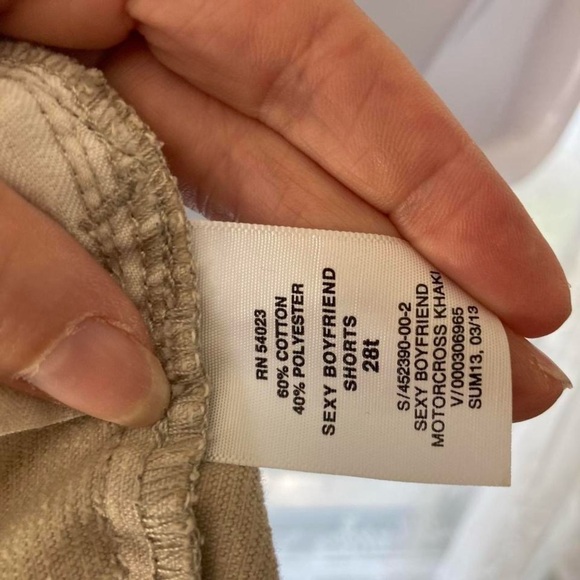 RN 54023
60% COTTON
40% POLYESTER
SEXY BOYFRIEND
SHORTS
28t
S/452390-00-2
SEXY BOYFRIEND
MOTORCROSS KHAKI
V/000306965
SUM13, 03/13